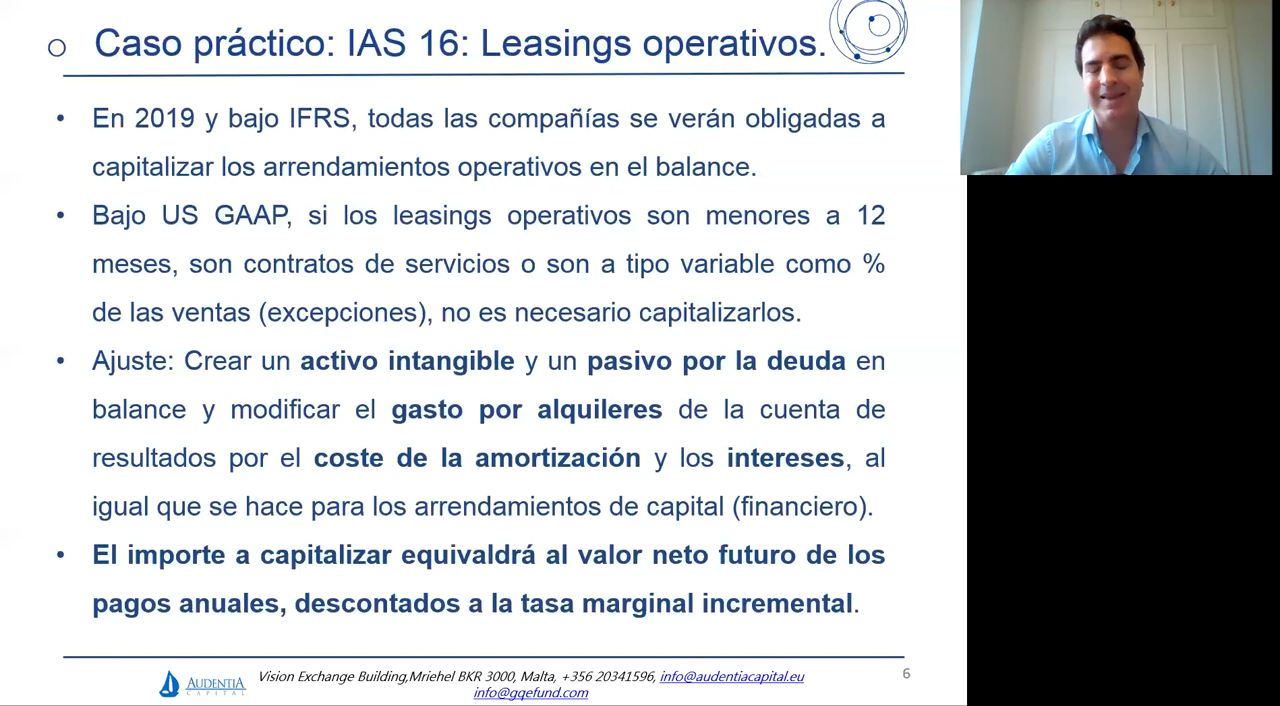 Caso práctico: IAS 16: Leasings operativos.
En 2019 y bajo IFRS, todas las compañías se verán obligadas a
capitalizar los arrendamientos operativos en el balance.
Bajo US GAAP, si los leasings operativos son menores a 12
meses, son contratos de servicios o son a tipo variable como %
de las ventas (excepciones), no es necesario capitalizarlos.
Ajuste: Crear un activo intangible y un pasivo por la deuda en
balance y modificar el gasto por alquileres de la cuenta de
resultados por el coste de la amortización y los intereses, al
igual que se hace para los arrendamientos de capital (financiero).
El importe a capitalizar equivaldrá al valor neto futuro de los
pagos anuales, descontados a la tasa marginal incremental.
AUDENTIA
CAPITAL
Vision Exchange Building,Mriehel BKR 3000, Malta, +356 20341596, info@audentiacapital.eu
info@gqefund.com
6